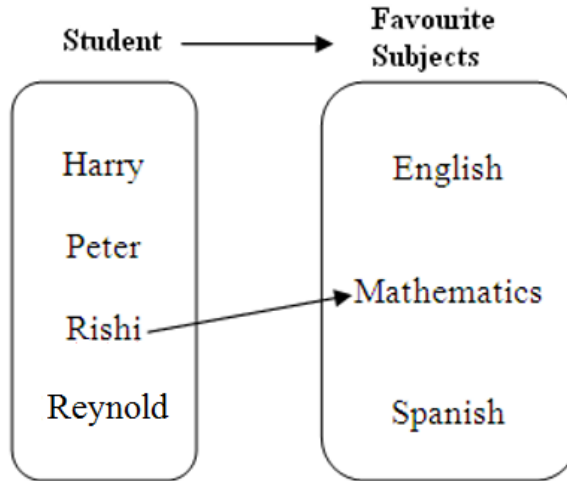 Student
Favourite
Subjects
Harry
Peter
Rishi
Reynold
English
Mathematics
Spanish